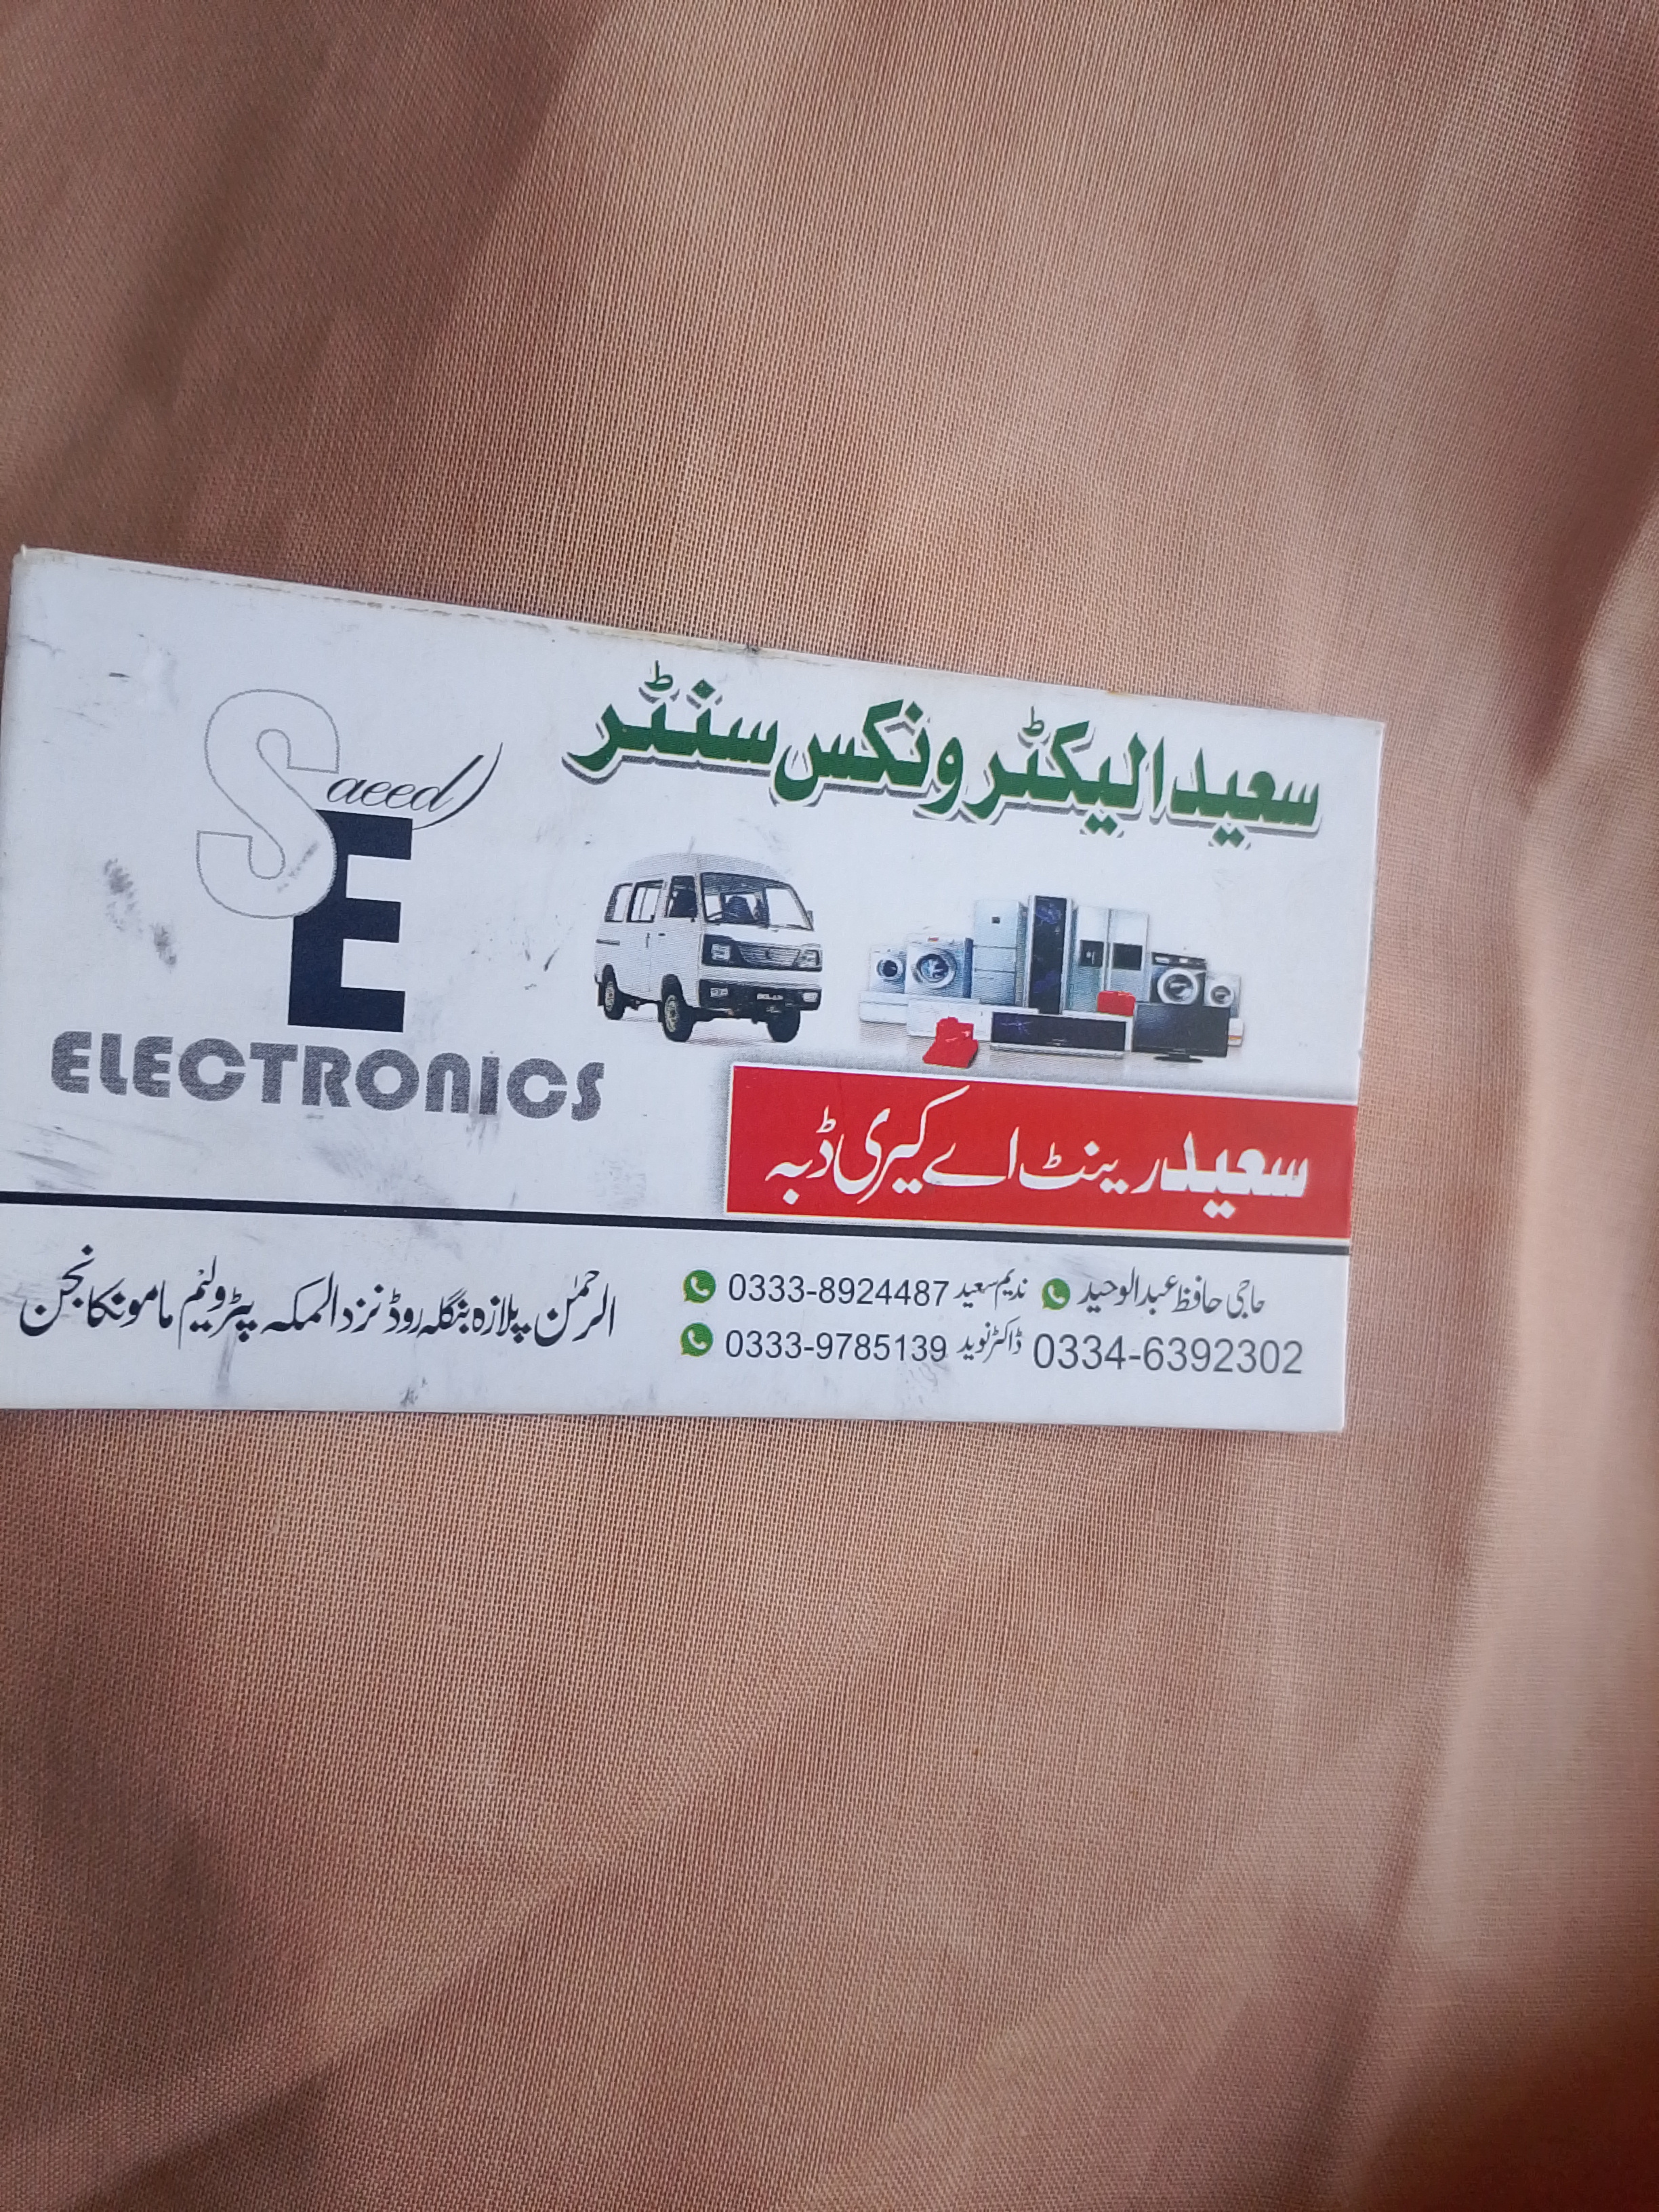 سعید الیکٹرونکس سنٹر
Saeed
E
ELECTRONICS
سعید رینٹ اے کیری ڈبہ
حاجی حافظ عبدالوحید
0334-6392302
ندیم سعید 0333-8924487
ڈاکٹر نوید 0333-9785139
الرحمٰن پلازہ بنگلہ روڈ نزد المکہ پٹرولیم مامونکانجن